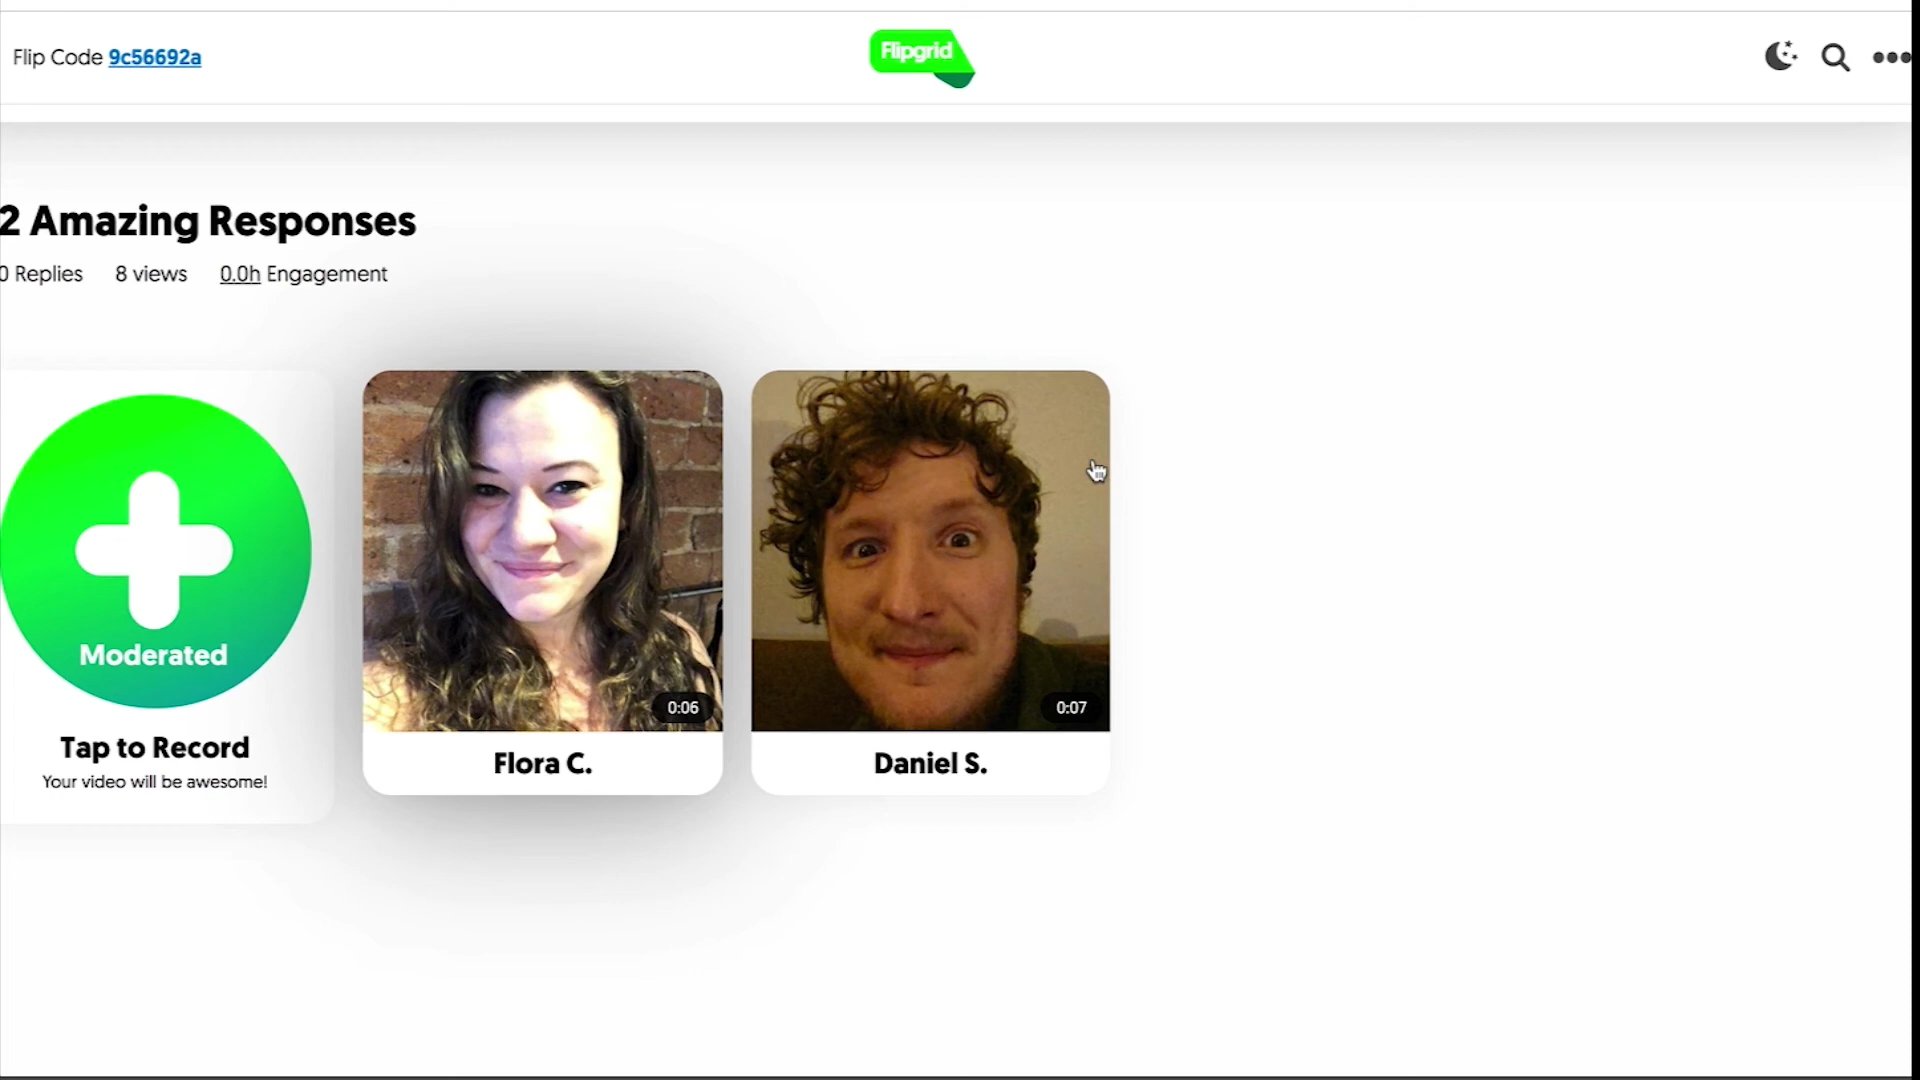 Flip Code 9c56692a
Flipgrid
2 Amazing Responses
0 Replies 8 views 0.0h Engagement
Moderated
Tap to Record
Your video will be awesome!
0:06
Flora C.
0:07
Daniel S.